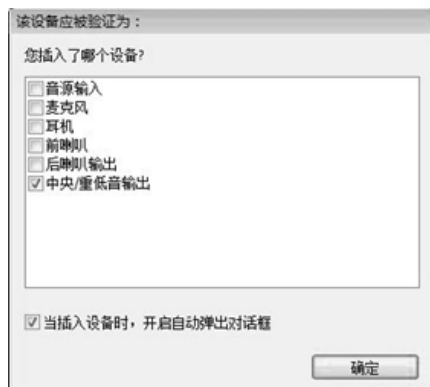 该设备应被验证为：
您插入了哪个设备?
音源输入
麦克风
耳机
前喇叭
后喇叭输出
中央/重低音输出
当插入设备时，开启自动弹出对话框
确定